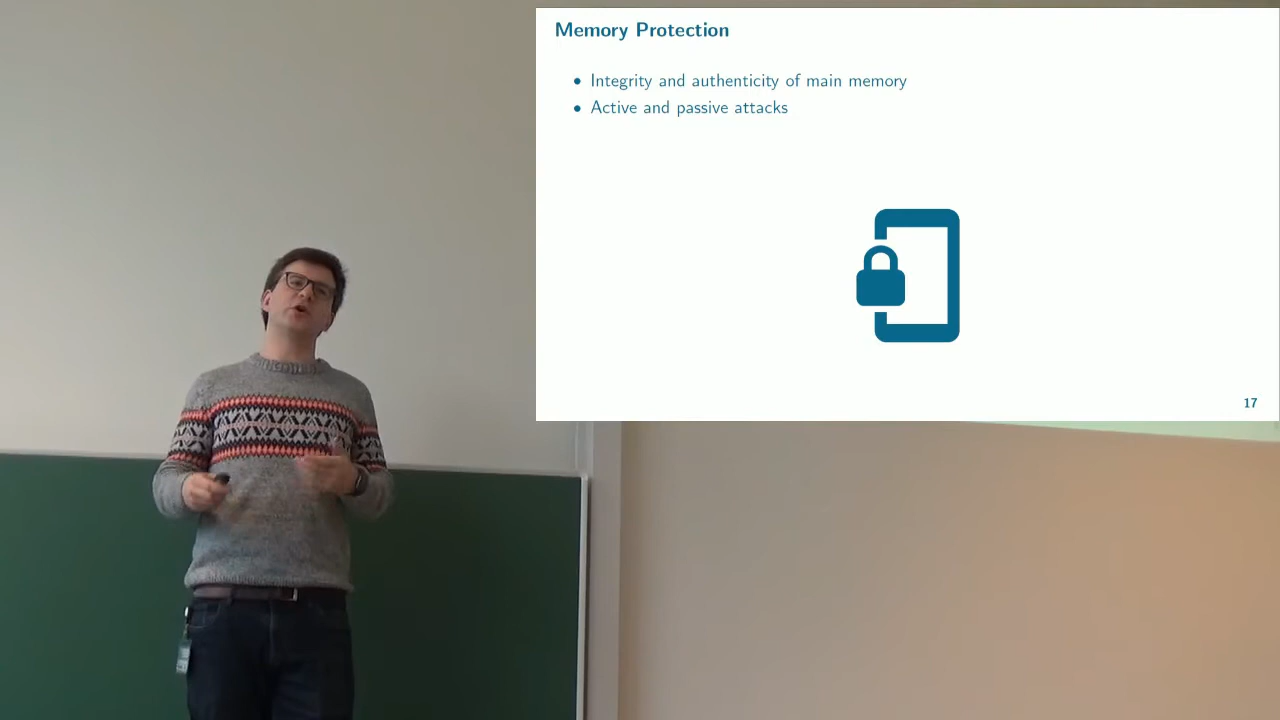 Memory Protection
• Integrity and authenticity of main memory
• Active and passive attacks
17